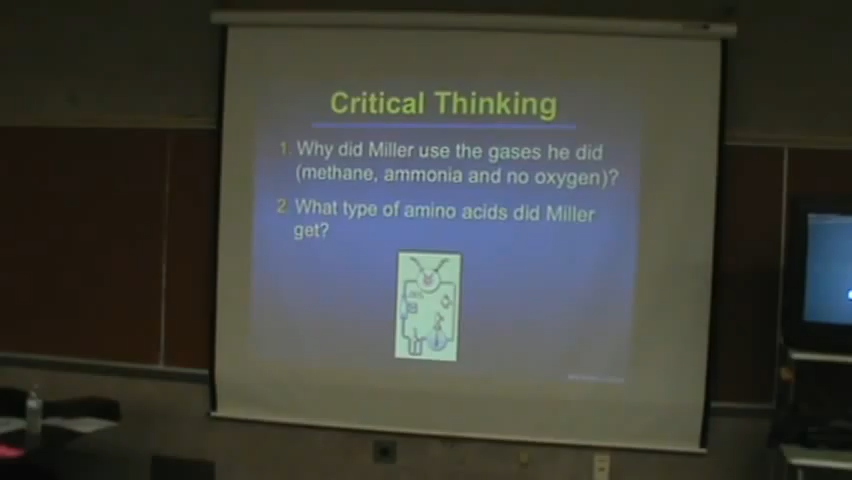 Critical Thinking
1. Why did Miller use the gases he did
(methane, ammonia and no oxygen)?
2. What type of amino acids did Miller
get?